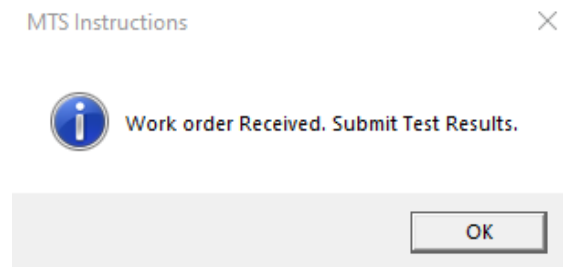 MTS Instructions
Work order Received. Submit Test Results.
OK